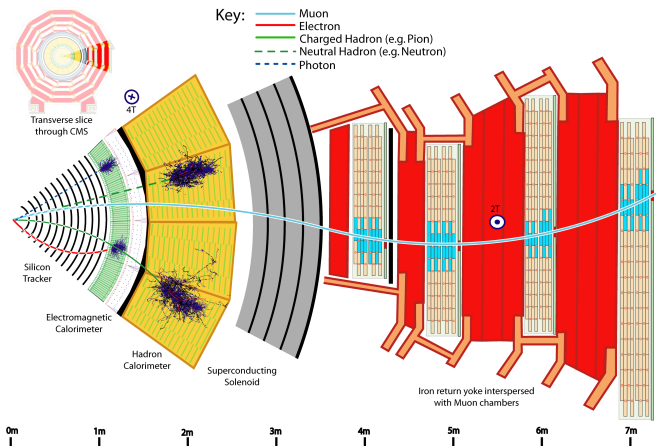 Key:
Muon
Electron
Charged Hadron (e.g. Pion)
Neutral Hadron (e.g. Neutron)
Photon
Transverse slice
through CMS
4T
2T
Silicon
Tracker
Electromagnetic
Calorimeter
Hadron
Calorimeter
Superconducting
Solenoid
Iron return yoke interspersed
with Muon chambers
0m 1m 2m 3m 4m 5m 6m 7m